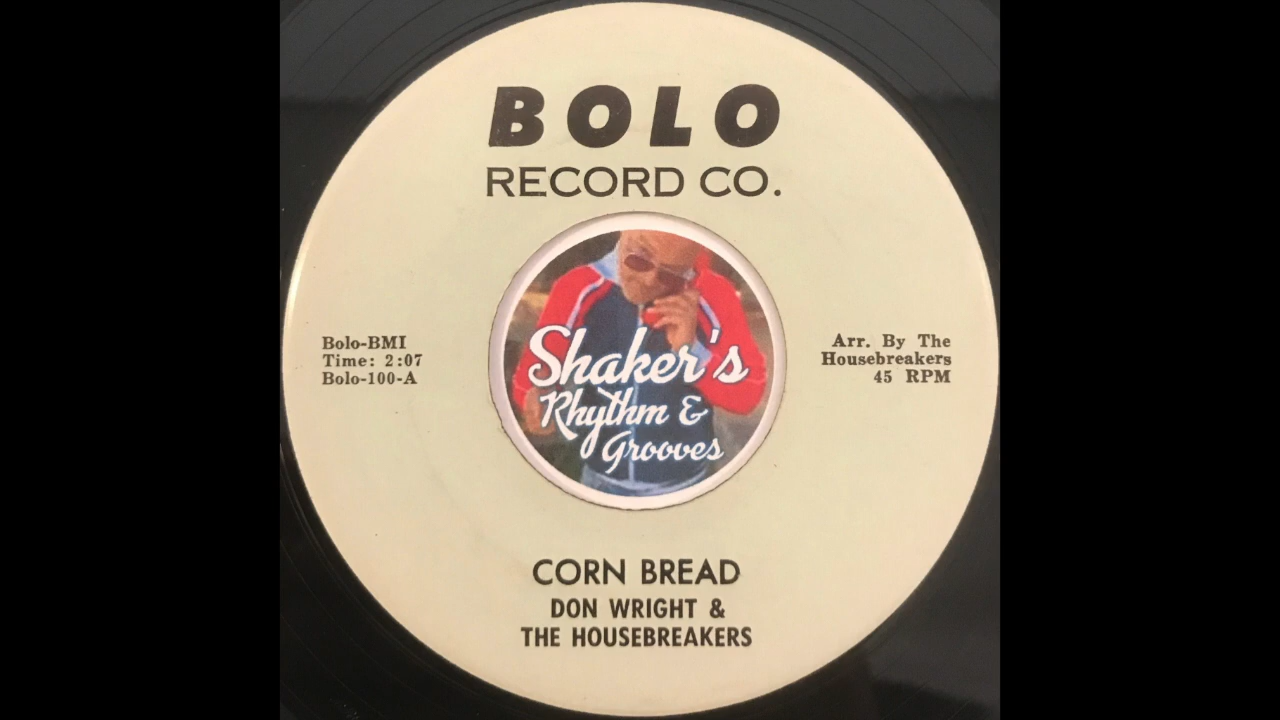 BOLO
RECORD CO.
Bolo-BMI
Time: 2:07
Bolo-100-A
Arr. By The
Housebreakers
45 RPM
Shaker's
Rhythm &
Grooves
CORN BREAD
DON WRIGHT &
THE HOUSEBREAKERS